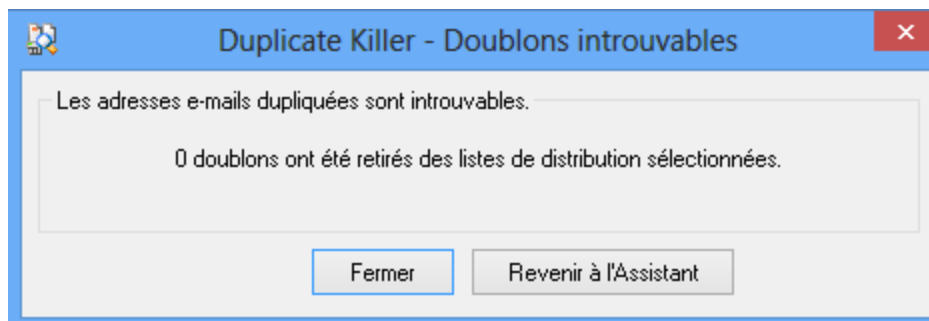 Duplicate Killer - Doublons introuvables
Les adresses e-mails dupliquées sont introuvables.
0 doublons ont été retirés des listes de distribution sélectionnées.
Fermer
Revenir à l'Assistant